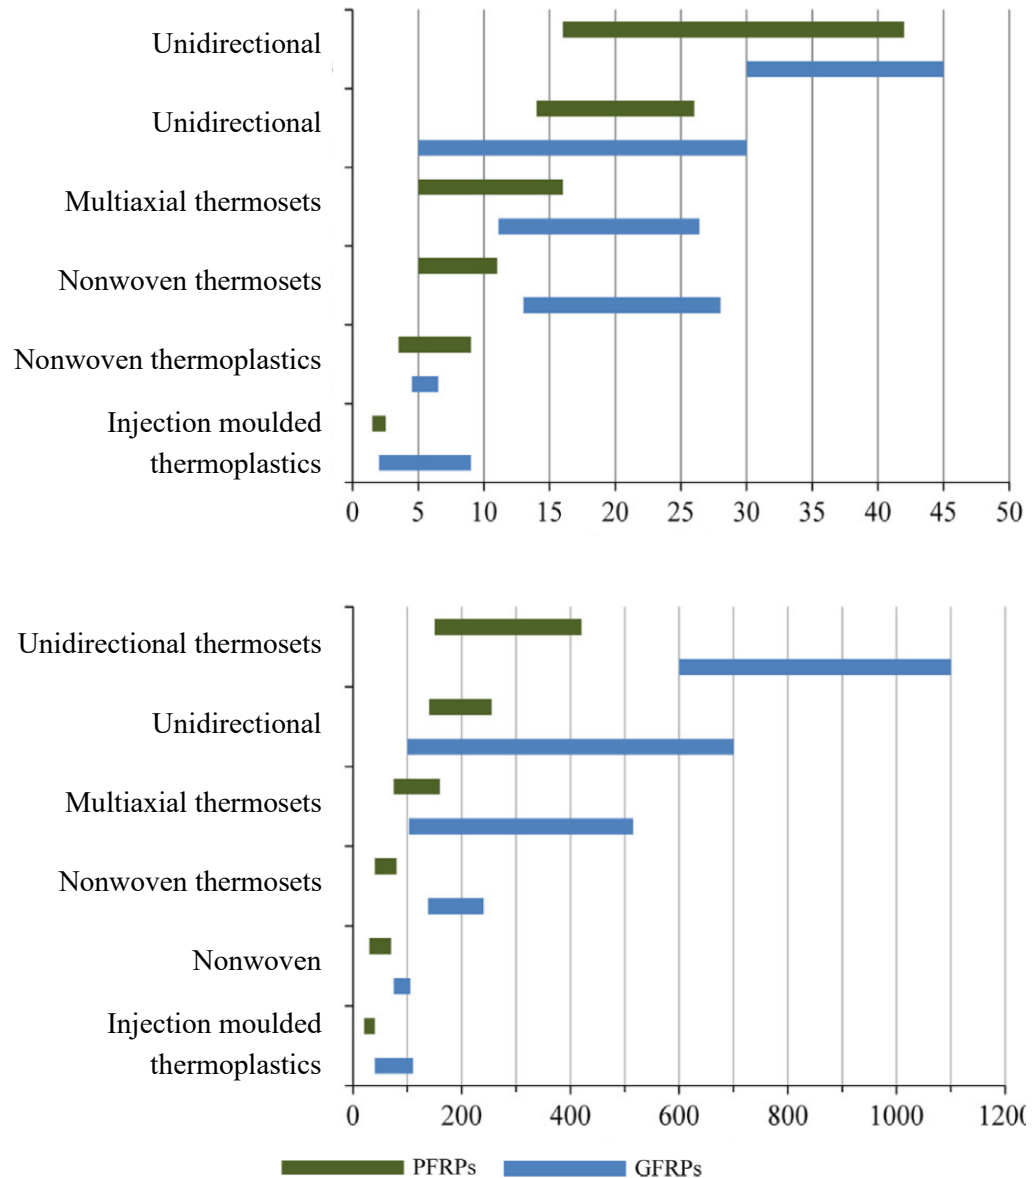 Unidirectional
Unidirectional
Multiaxial thermosets
Nonwoven thermosets
Nonwoven thermoplastics
Injection moulded
thermoplastics
0 5 10 15 20 25 30 35 40 45 50
Unidirectional thermosets
Unidirectional
Multiaxial thermosets
Nonwoven thermosets
Nonwoven
Injection moulded
thermoplastics
0 200 400 600 800 1000 1200
PFRPs GFRPs